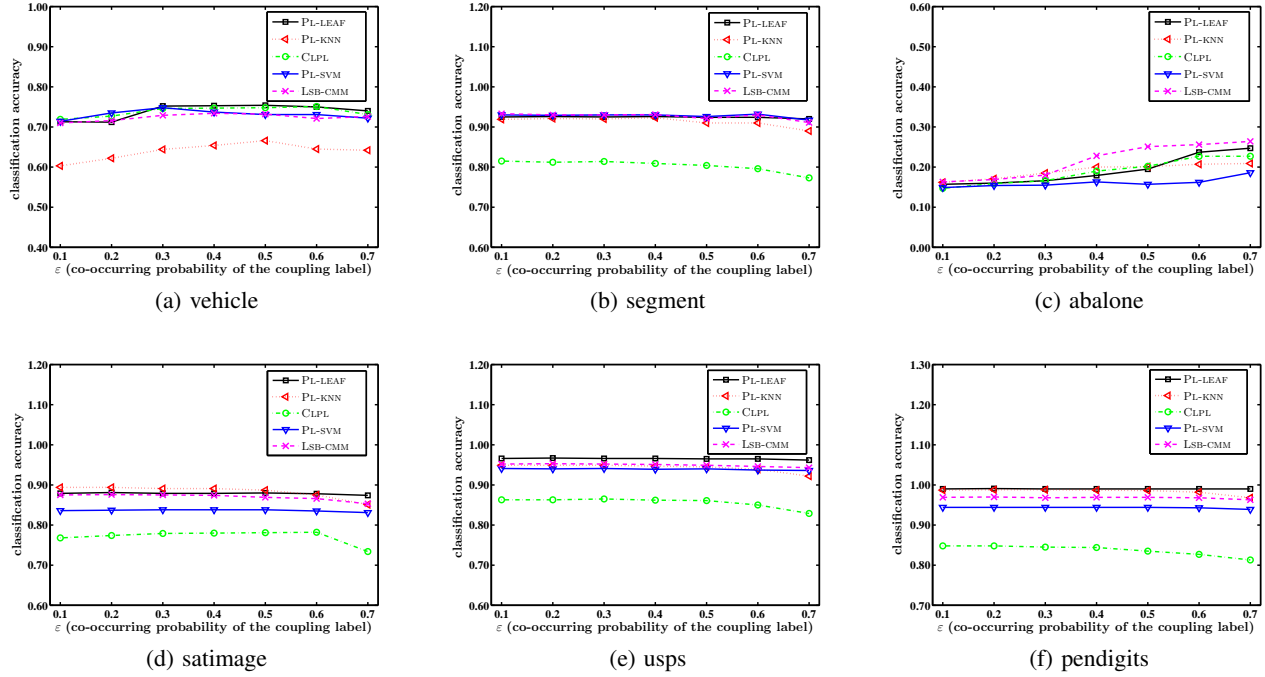 1.00
0.90
0.80
0.70
0.60
0.50
0.40
classification accuracy
PL-LEAF
PL-KNN
CLPL
PL-SVM
LSB-CMM
0.1 0.2 0.3 0.4 0.5 0.6 0.7
ε (co-occurring probability of the coupling label)
(a) vehicle
1.20
1.10
1.00
0.90
0.80
0.70
0.60
classification accuracy
PL-LEAF
PL-KNN
CLPL
PL-SVM
LSB-CMM
0.1 0.2 0.3 0.4 0.5 0.6 0.7
ε (co-occurring probability of the coupling label)
(b) segment
0.60
0.50
0.40
0.30
0.20
0.10
0.00
classification accuracy
PL-LEAF
PL-KNN
CLPL
PL-SVM
LSB-CMM
0.1 0.2 0.3 0.4 0.5 0.6 0.7
ε (co-occurring probability of the coupling label)
(c) abalone
1.20
1.10
1.00
0.90
0.80
0.70
0.60
classification accuracy
PL-LEAF
PL-KNN
CLPL
PL-SVM
LSB-CMM
0.1 0.2 0.3 0.4 0.5 0.6 0.7
ε (co-occurring probability of the coupling label)
(d) satimage
1.20
1.10
1.00
0.90
0.80
0.70
0.60
classification accuracy
PL-LEAF
PL-KNN
CLPL
PL-SVM
LSB-CMM
0.1 0.2 0.3 0.4 0.5 0.6 0.7
ε (co-occurring probability of the coupling label)
(e) usps
1.30
1.20
1.10
1.00
0.90
0.80
0.70
classification accuracy
PL-LEAF
PL-KNN
CLPL
PL-SVM
LSB-CMM
0.1 0.2 0.3 0.4 0.5 0.6 0.7
ε (co-occurring probability of the coupling label)
(f) pendigits